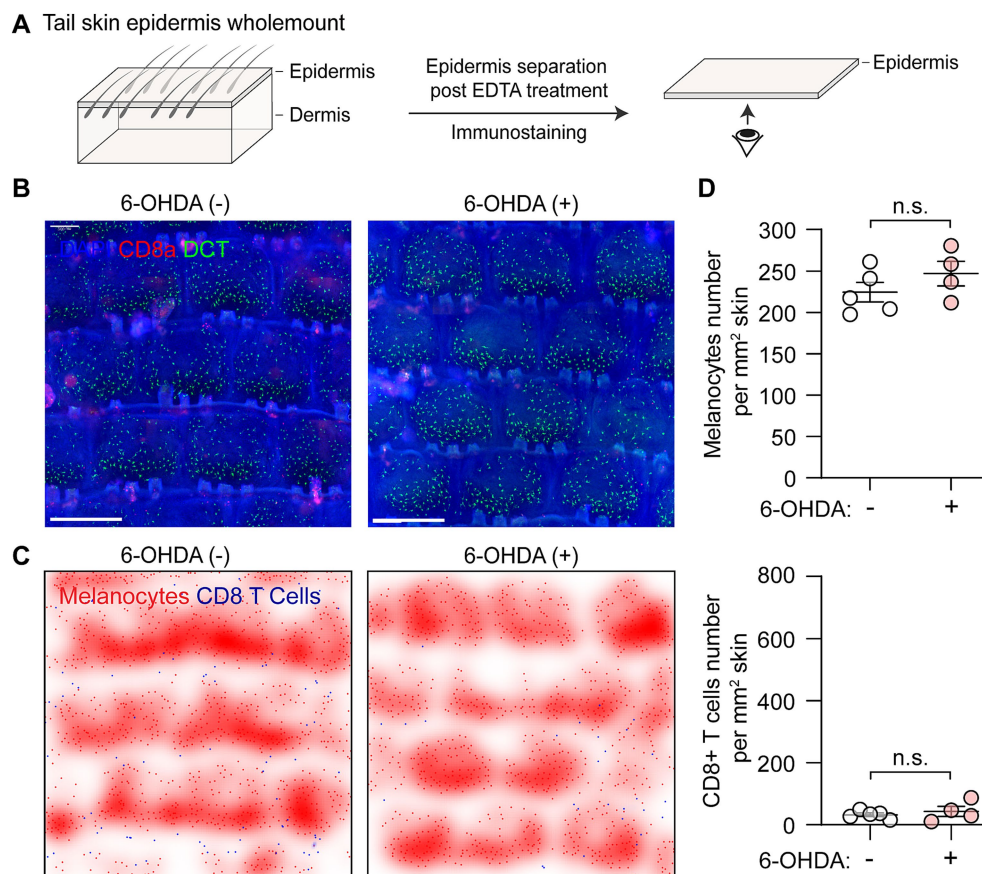 A Tail skin epidermis wholemount
Epidermis
Dermis
Epidermis separation
post EDTA treatment
Immunostaining
Epidermis
B
6-OHDA (-)
6-OHDA (+)
DAPI CD8a DCT
C
6-OHDA (-)
6-OHDA (+)
Melanocytes CD8 T Cells
D
n.s.
Melanocytes number
per mm² skin
300
250
200
150
100
50
0
6-OHDA: - +
n.s.
CD8+ T cells number
per mm² skin
800
600
400
200
0
6-OHDA: - +